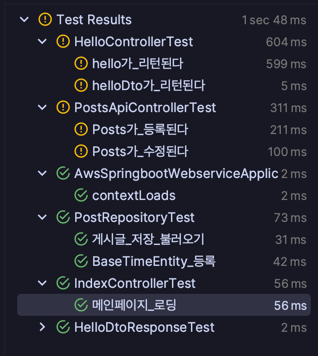 Test Results 1 sec 48 ms
HelloControllerTest 604 ms
hello가_리턴된다 599 ms
helloDto가_리턴된다 5 ms
PostsApiControllerTest 311 ms
Posts가_등록된다 211 ms
Posts가_수정된다 100 ms
AwsSpringbootWebserviceApplic 2 ms
contextLoads 2 ms
PostRepositoryTest 73 ms
게시글_저장_불러오기 31 ms
BaseTimeEntity_등록 42 ms
IndexControllerTest 56 ms
메인페이지_로딩 56 ms
HelloDtoResponseTest 2 ms